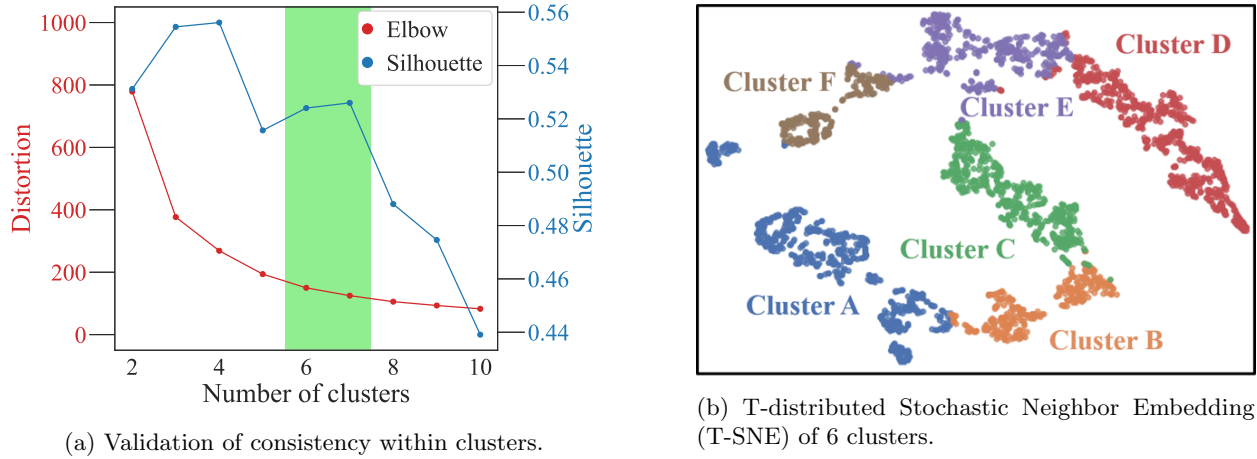 1000
800
600
400
200
0
Distortion
Elbow
Silhouette
0.56
0.54
0.52
0.50
0.48
0.46
0.44
Silhouette
2 4 6 8 10
Number of clusters
(a) Validation of consistency within clusters.
Cluster D
Cluster F
Cluster E
Cluster C
Cluster A
Cluster B
(b) T-distributed Stochastic Neighbor Embedding
(T-SNE) of 6 clusters.